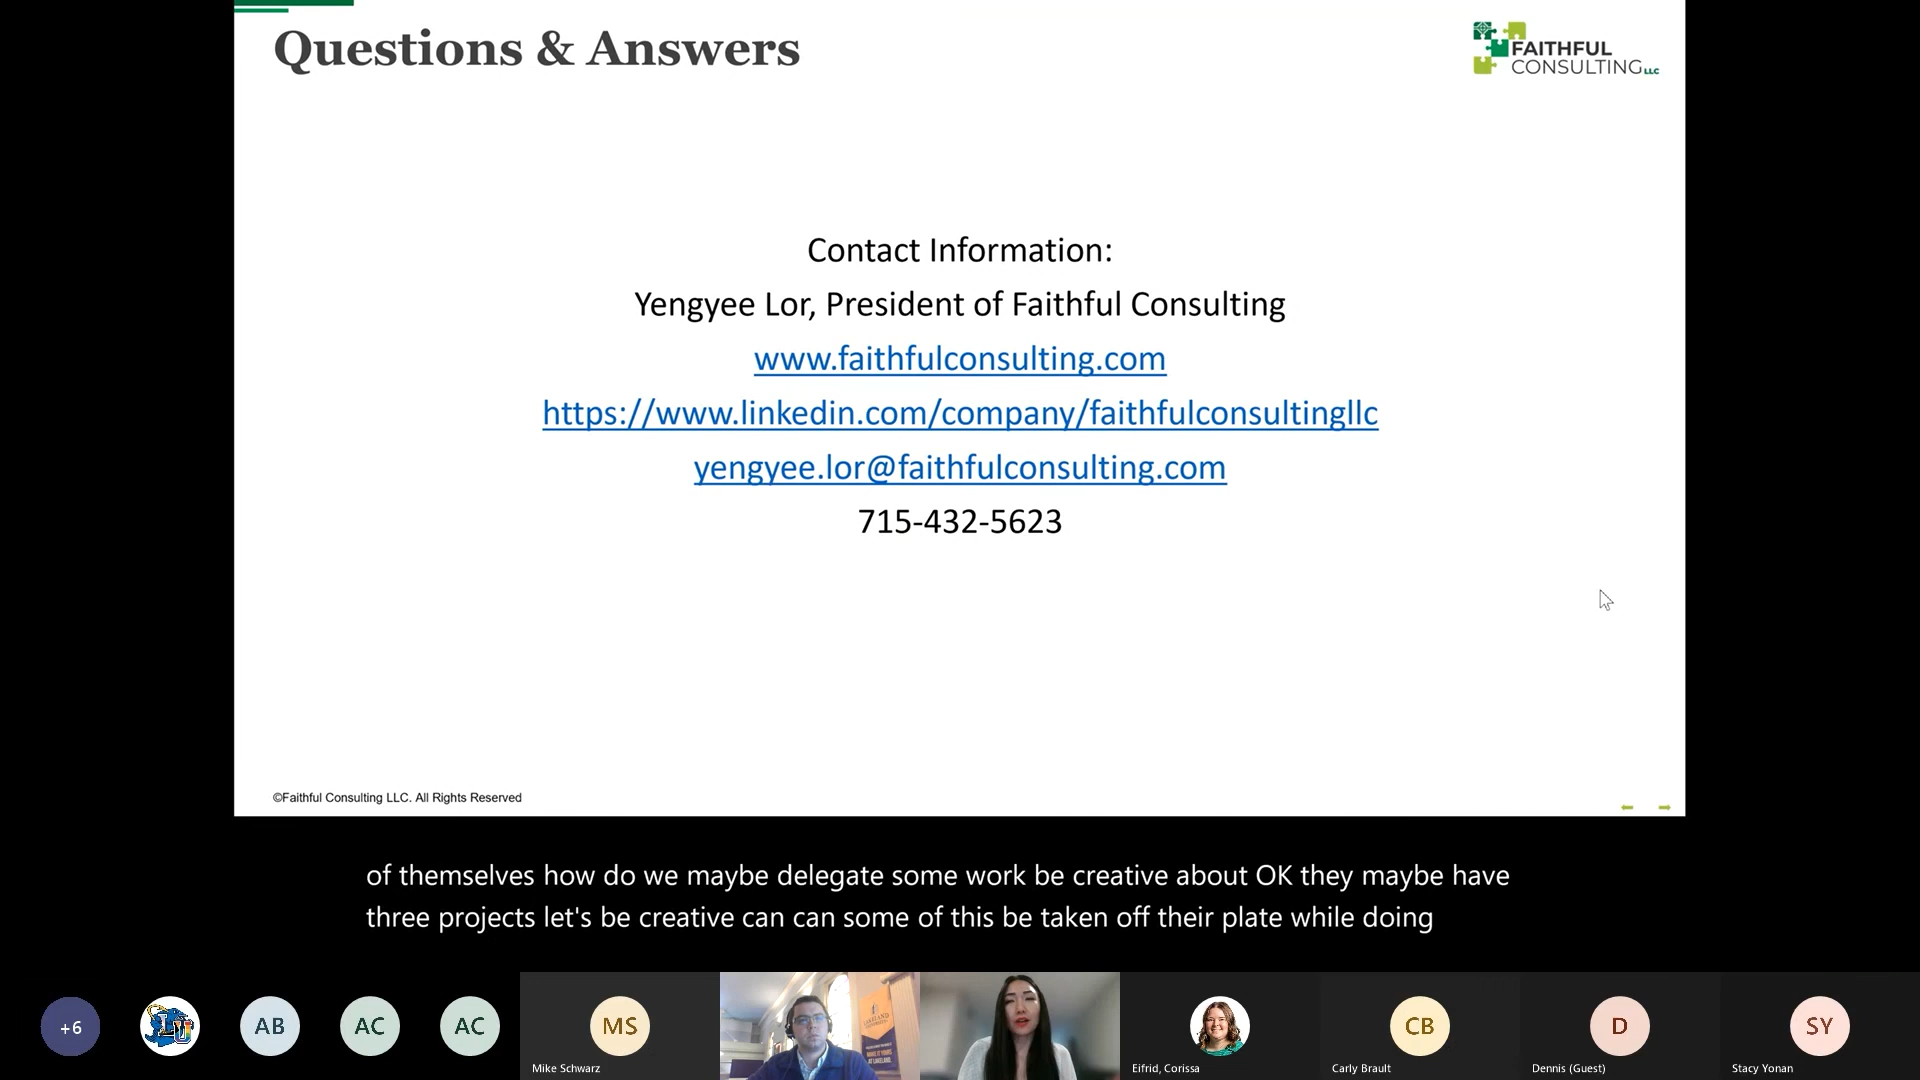 Questions & Answers
FAITHFUL
CONSULTING LLC
Contact Information:
Yengyee Lor, President of Faithful Consulting
www.faithfulconsulting.com
https://www.linkedin.com/company/faithfulconsultingllc
yengyee.lor@faithfulconsulting.com
715-432-5623
©Faithful Consulting LLC. All Rights Reserved
of themselves how do we maybe delegate some work be creative about OK they maybe have
three projects let's be creative can can some of this be taken off their plate while doing
+6
LU
AB
AC
AC
MS
Mike Schwarz
LAKELAND
Eifrid, Corissa
CB
Carly Brault
D
Dennis (Guest)
SY
Stacy Yonan